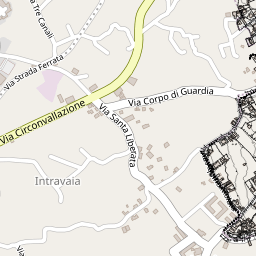 Via Tre Canali
Via Strada Ferrata
Via Circonvallazione
Via Corpo di Guardia
Via Santa Liberata
Intravaia